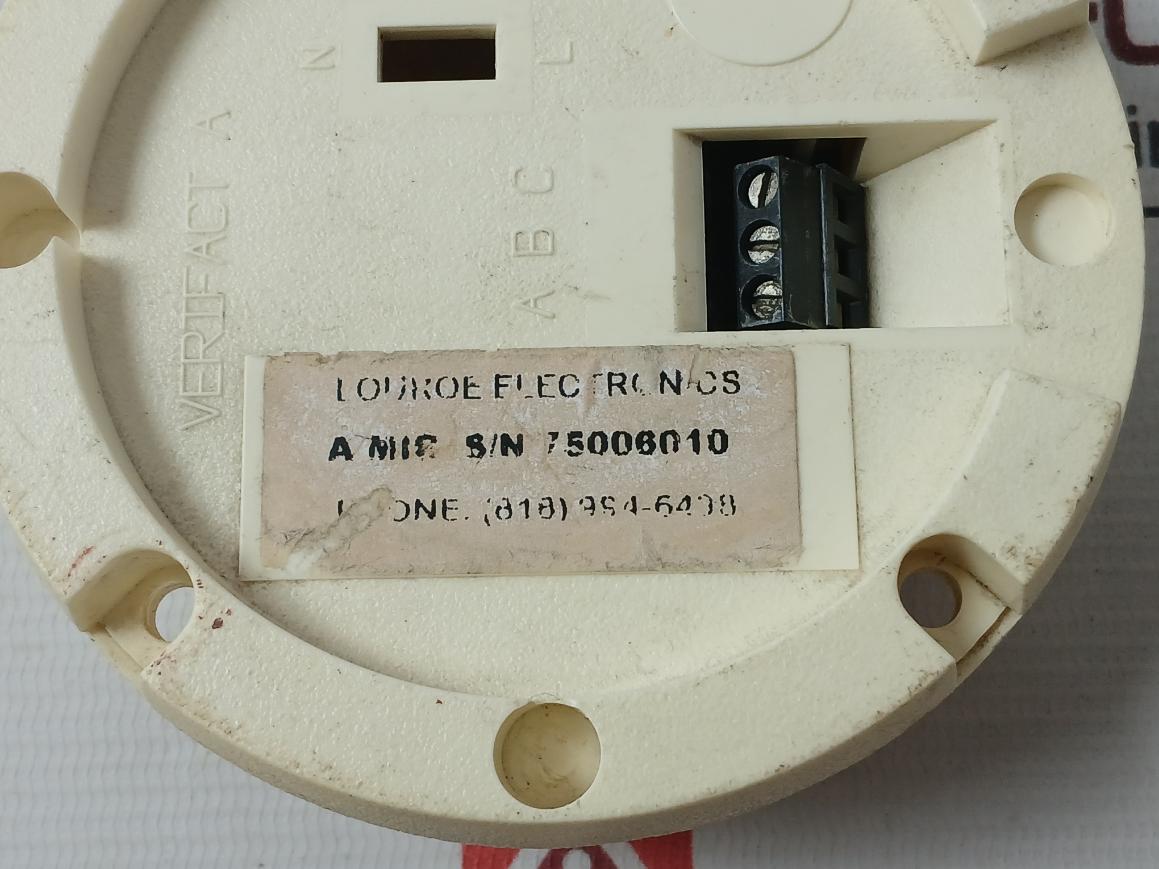 N
L
VERIFACT A
A B C
LOUROE ELECTRONICS
A MIC S/N 75006010
PHONE. (818) 994-6498